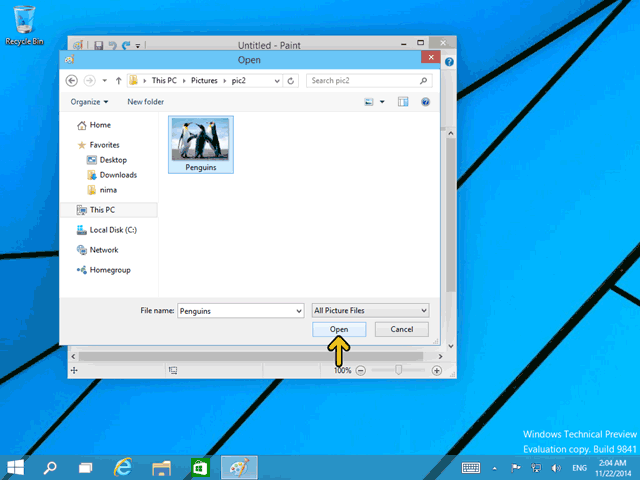 Recycle Bin
Untitled - Paint
Open
This PC
Pictures
pic2
Search pic2
Organize
New folder
Home
Favorites
Desktop
Downloads
nima
This PC
Local Disk (C:)
Network
Homegroup
Penguins
File name:
Penguins
All Picture Files
Open
Cancel
100%
Windows Technical Preview
Evaluation copy. Build 9841
ENG
2:04 AM
11/22/2014